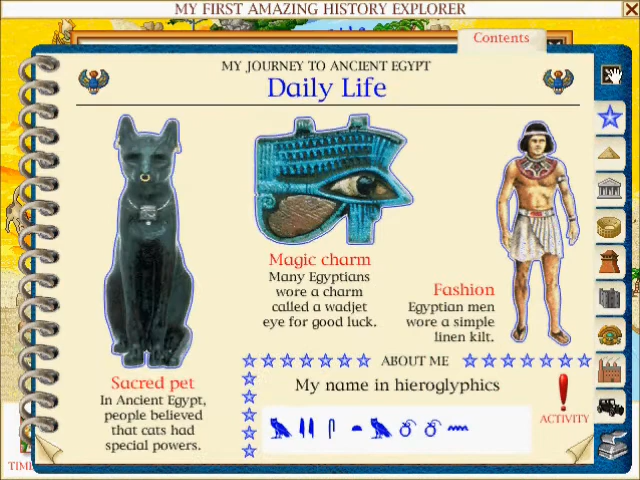 MY FIRST AMAZING HISTORY EXPLORER
Contents
MY JOURNEY TO ANCIENT EGYPT
Daily Life
Magic charm
Many Egyptians
wore a charm
called a wadjet
eye for good luck.
Fashion
Egyptian men
wore a simple
linen kilt.
Sacred pet
In Ancient Egypt,
people believed
that cats had
special powers.
ABOUT ME
My name in hieroglyphics
𓅓 𓇌 𓋴 𓏏 𓅓 𓍯 𓍯 𓈖
ACTIVITY